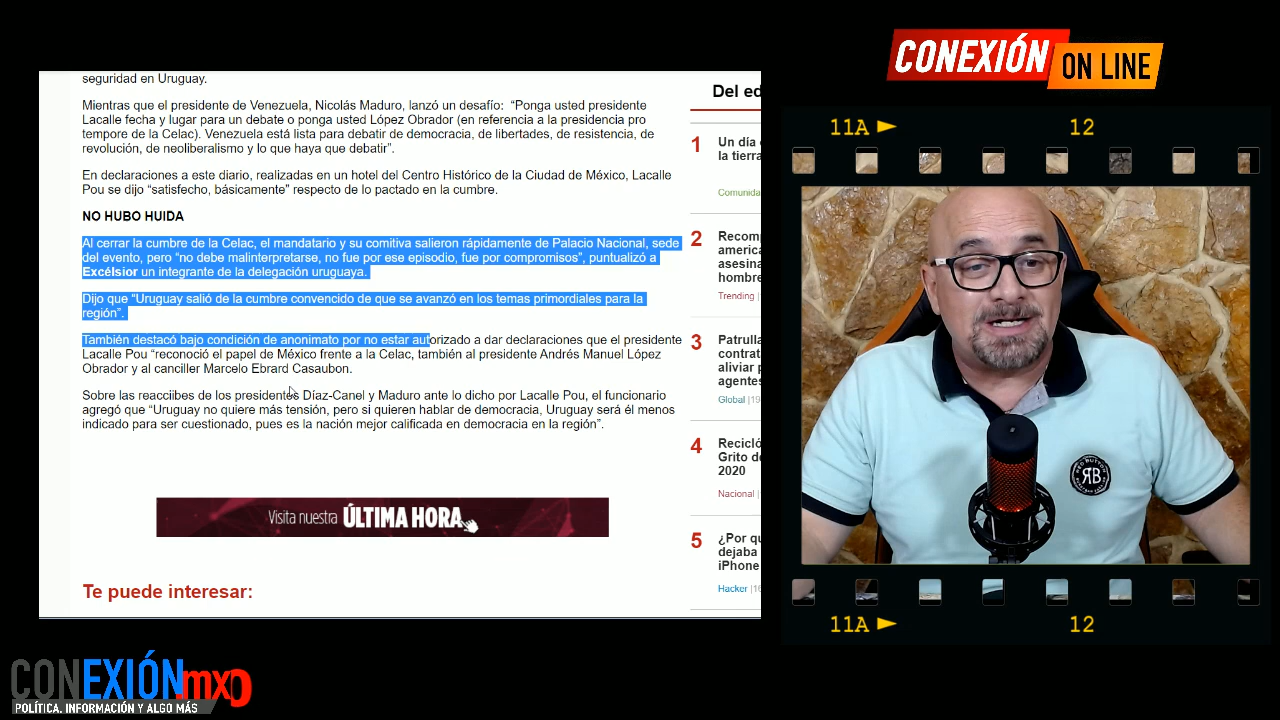 CONEXIÓN
ON LINE
seguridad en Uruguay.
Mientras que el presidente de Venezuela, Nicolás Maduro, lanzó un desafío: “Ponga usted presidente
Lacalle fecha y lugar para un debate o ponga usted López Obrador (en referencia a la presidencia pro
tempore de la Celac). Venezuela está lista para debatir de democracia, de libertades, de resistencia, de
revolución, de neoliberalismo y lo que haya que debatir”.
En declaraciones a este diario, realizadas en un hotel del Centro Histórico de la Ciudad de México, Lacalle
Pou se dijo “satisfecho, básicamente” respecto de lo pactado en la cumbre.
NO HUBO HUIDA
Al cerrar la cumbre de la Celac, el mandatario y su comitiva salieron rápidamente de Palacio Nacional, sede
del evento, pero “no debe malinterpretarse, no fue por ese episodio, fue por compromisos”, puntualizó a
Excélsior un integrante de la delegación uruguaya.
Dijo que “Uruguay salió de la cumbre convencido de que se avanzó en los temas primordiales para la
región”.
También destacó bajo condición de anonimato por no estar autorizado a dar declaraciones que el presidente
Lacalle Pou “reconoció el papel de México frente a la Celac, también al presidente Andrés Manuel López
Obrador y al canciller Marcelo Ebrard Casaubon.
Sobre las reacciibes de los presidentes Díaz-Canel y Maduro ante lo dicho por Lacalle Pou, el funcionario
agregó que “Uruguay no quiere más tensión, pero si quieren hablar de democracia, Uruguay será él menos
indicado para ser cuestionado, pues es la nación mejor calificada en democracia en la región”.
Visita nuestra ÚLTIMA HORA
Te puede interesar:
Del ed
1 Un día
la tierra
Comunida
2 Recomp
america
asesina
hombre
Trending |
3 Patrulla
contrat
aliviar p
agentes
Global |19
4 Recicló
Grito de
2020
Nacional |
5 ¿Por qu
dejaba
iPhone
Hacker |16
11A 12
RB
11A 12
CONEXIÓNmx
POLÍTICA, INFORMACIÓN Y ALGO MÁS